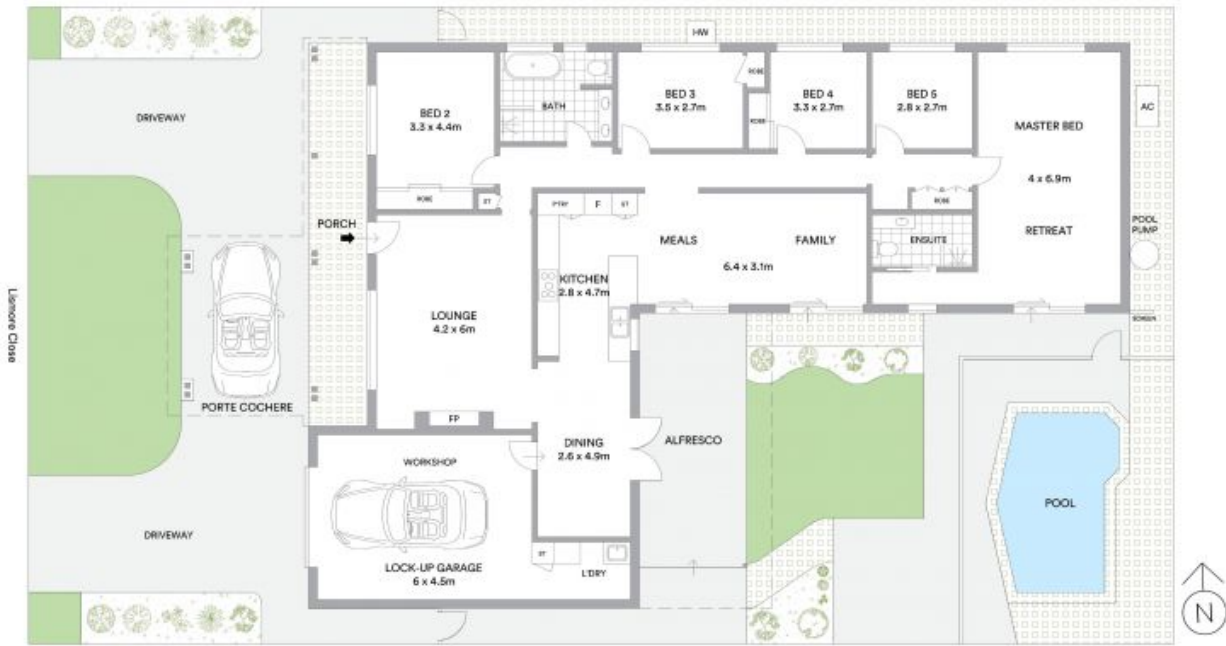 HW
DRIVEWAY
BED 2
3.3 x 4.4m
BATH
BED 3
3.5 x 2.7m
ROBE
ROBE
BED 4
3.3 x 2.7m
BED 5
2.8 x 2.7m
MASTER BED
4 x 6.9m
RETREAT
AC
ROBE
ST
P'TRY
F
ST
ROBE
ENSUITE
POOL
PUMP
SCREEN
PORCH
MEALS
FAMILY
6.4 x 3.1m
KITCHEN
2.8 x 4.7m
LOUNGE
4.2 x 6m
Lismore Close
PORTE COCHERE
FP
DINING
2.6 x 4.9m
ALFRESCO
WORKSHOP
POOL
DRIVEWAY
LOCK-UP GARAGE
6 x 4.5m
ST
L'DRY
N